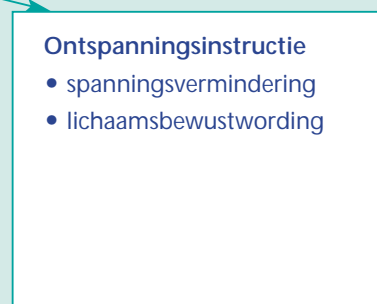 Ontspanningsinstructie
• spanningsvermindering
• lichaamsbewustwording